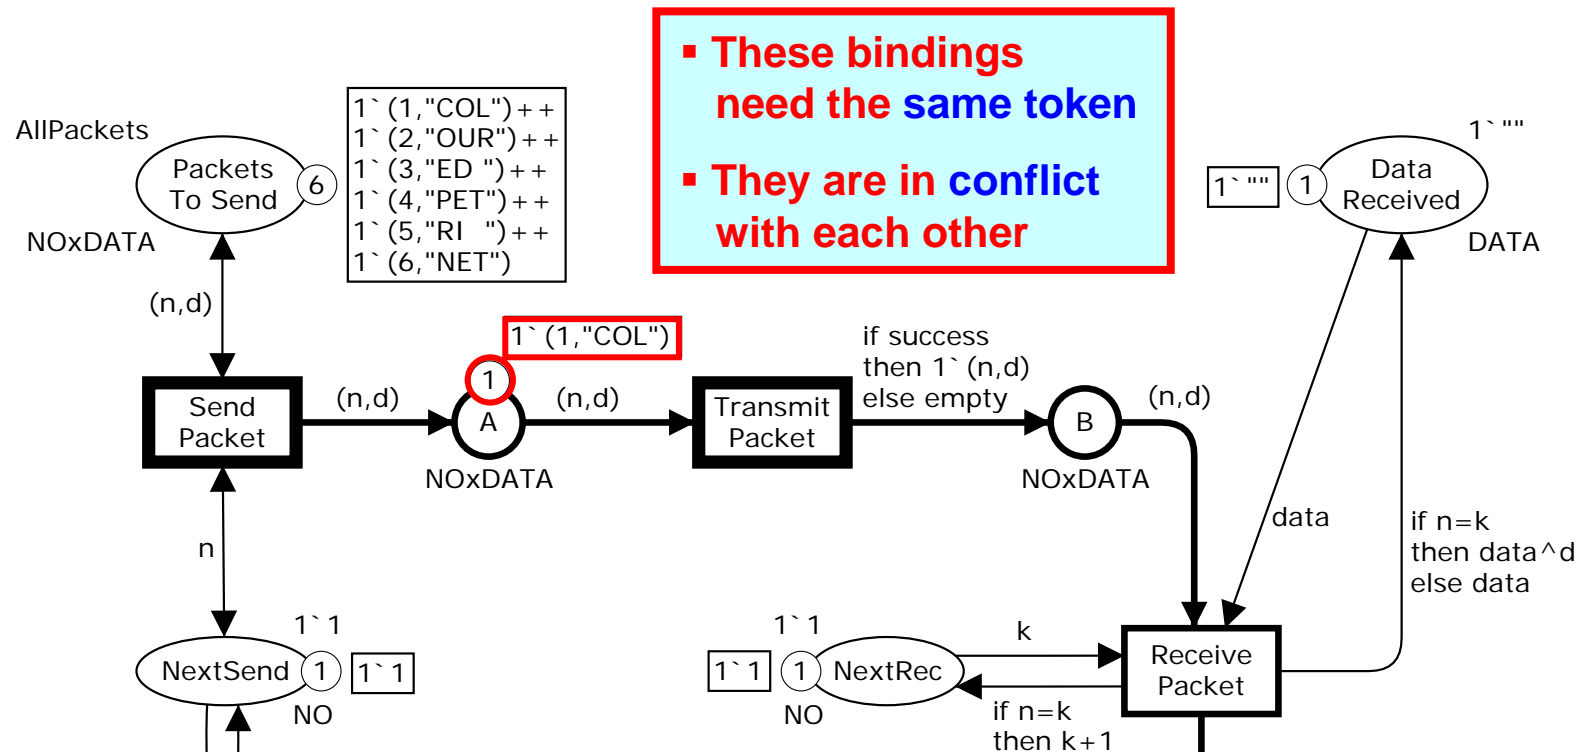 ▪ These bindings
need the same token
▪ They are in conflict
with each other
AllPackets
Packets
To Send
6
NOxDATA
1`(1,"COL")++
1`(2,"OUR")++
1`(3,"ED ")++
1`(4,"PET")++
1`(5,"RI  ")++
1`(6,"NET")
1`""
1`""
1
Data
Received
DATA
(n,d)
1`(1,"COL")
1
Send
Packet
(n,d)
A
NOxDATA
(n,d)
Transmit
Packet
if success
then 1`(n,d)
else empty
B
NOxDATA
(n,d)
n
data
if n=k
then data^d
else data
1`1
NextSend
1
1`1
NO
1`1
1`1
1
NextRec
NO
k
if n=k
then k+1
Receive
Packet